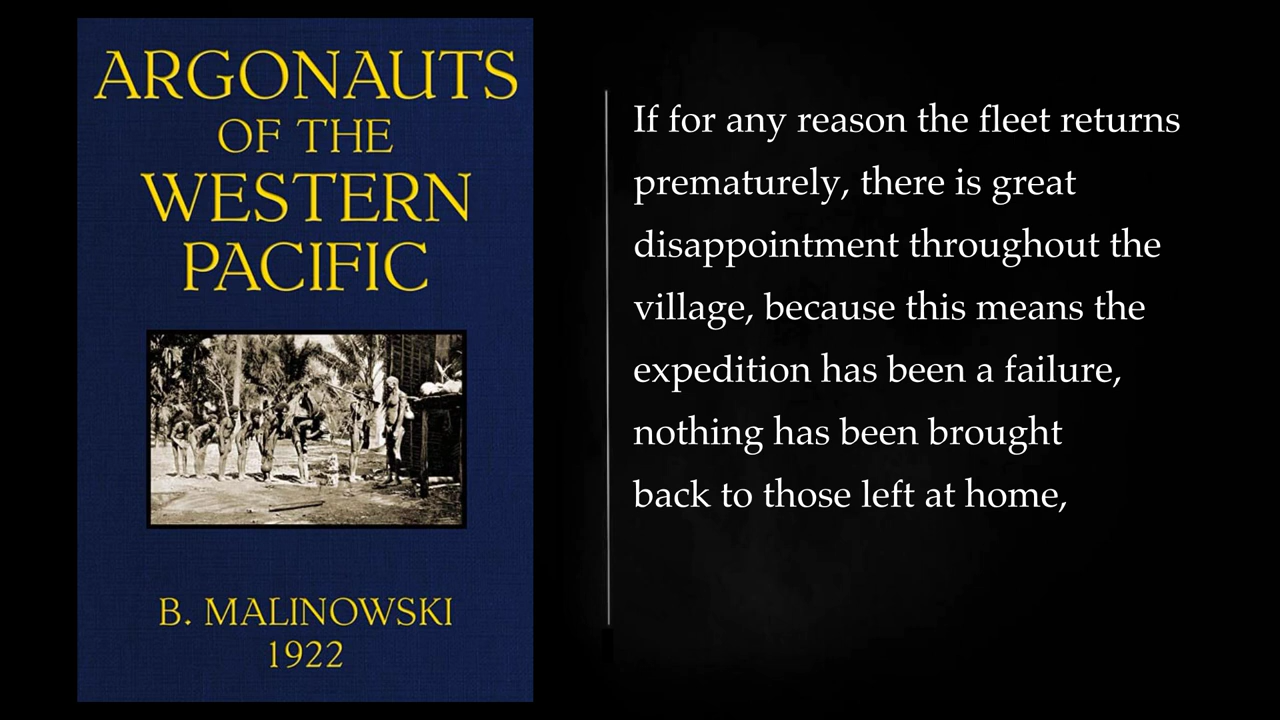 ARGONAUTS
OF THE
WESTERN
PACIFIC
B. MALINOWSKI
1922
If for any reason the fleet returns
prematurely, there is great
disappointment throughout the
village, because this means the
expedition has been a failure,
nothing has been brought
back to those left at home,